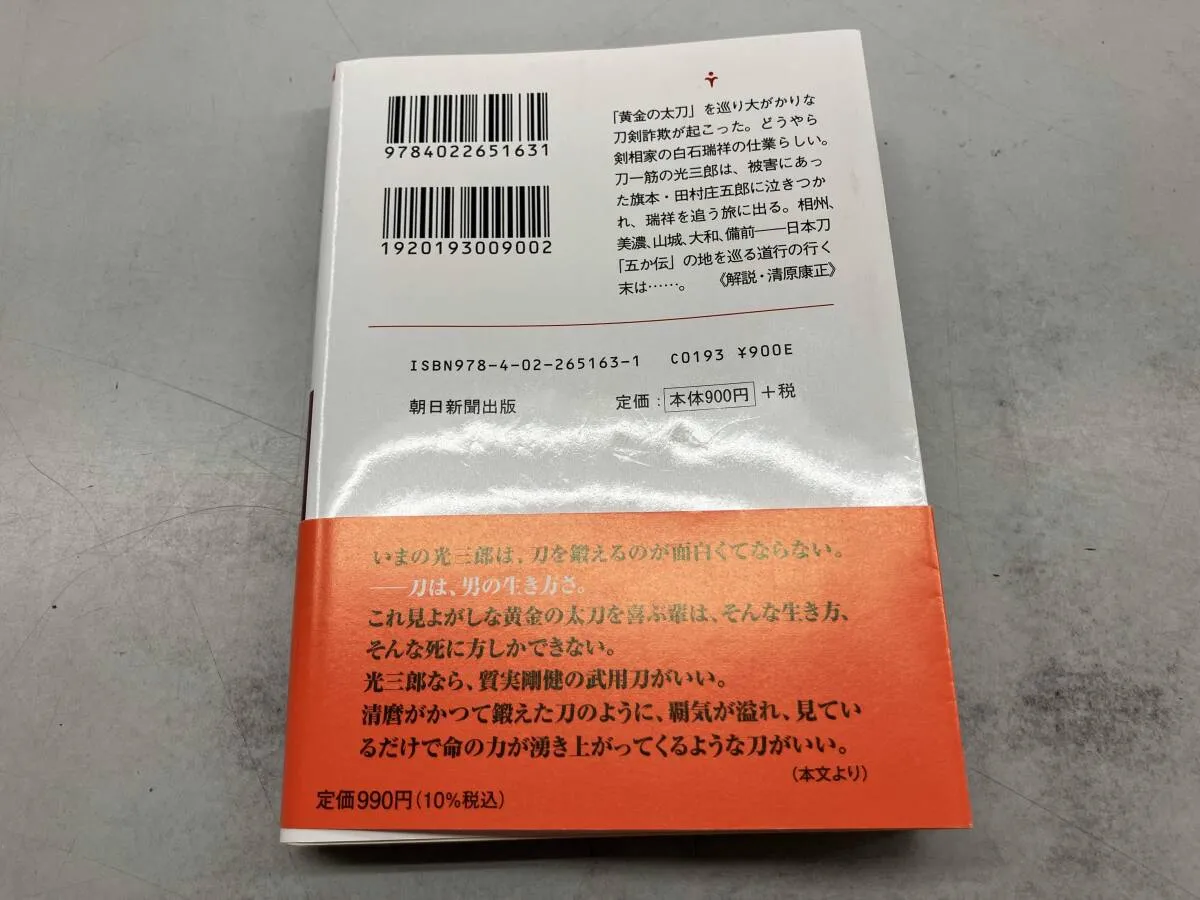 9784022651631
1920193009002
「黄金の太刀」を巡り大がかりな
刀剣詐欺が起こった。どうやら
剣相家の白石瑞祥の仕業らしい。
刀一筋の光三郎は、被害にあっ
た旗本・田村庄五郎に泣きつか
れ、瑞祥を追う旅に出る。相州、
美濃、山城、大和、備前――日本刀
「五か伝」の地を巡る道行の行く
末は……。 《解説・清原康正》
ISBN978-4-02-265163-1 C0193 ¥900E
朝日新聞出版 定価：本体900円＋税
いまの光三郎は、刀を鍛えるのが面白くてならない。
――刀は、男の生き方さ。
これ見よがしな黄金の太刀を喜ぶ輩は、そんな生き方、
そんな死に方しかできない。
光三郎なら、質実剛健の武用刀がいい。
清麿がかつて鍛えた刀のように、覇気が溢れ、見てい
るだけで命の力が湧き上がってくるような刀がいい。
（本文より）
定価990円（10%税込）